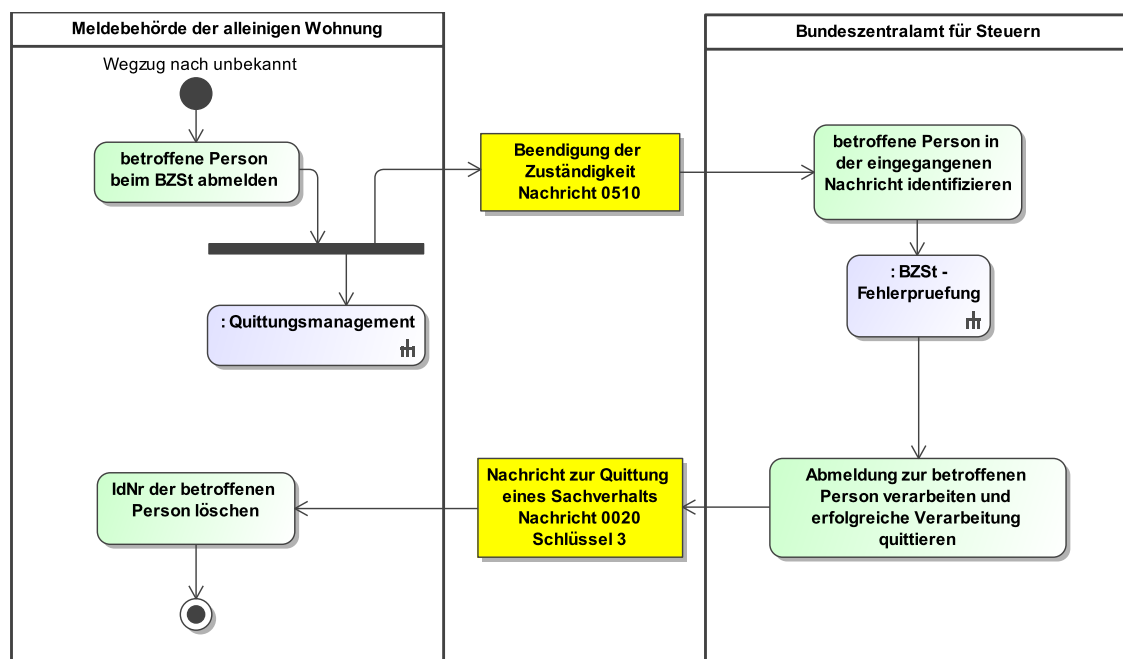 Meldebehörde der alleinigen Wohnung
Bundeszentralamt für Steuern
Wegzug nach unbekannt
betroffene Person
beim BZSt abmelden
Beendigung der
Zuständigkeit
Nachricht 0510
betroffene Person in
der eingegangenen
Nachricht identifizieren
: Quittungsmanagement
: BZSt -
Fehlerpruefung
IdNr der betroffenen
Person löschen
Nachricht zur Quittung
eines Sachverhalts
Nachricht 0020
Schlüssel 3
Abmeldung zur betroffenen
Person verarbeiten und
erfolgreiche Verarbeitung
quittieren